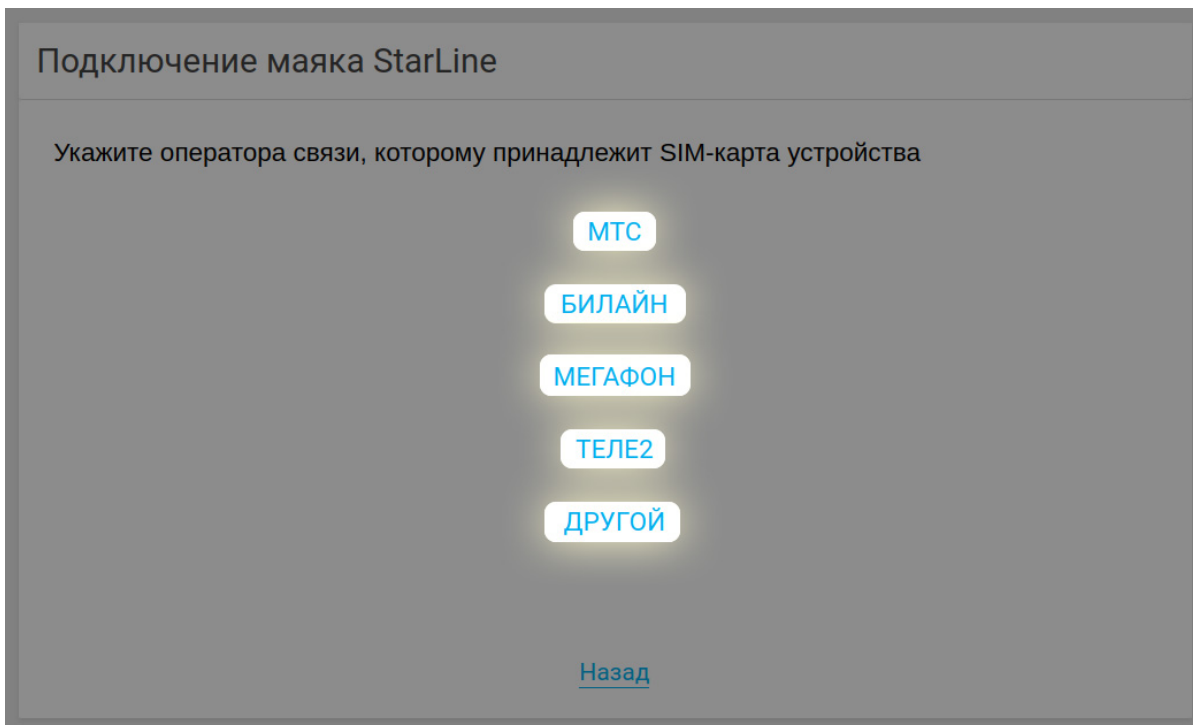 Подключение маяка StarLine
Укажите оператора связи, которому принадлежит SIM-карта устройства
МТС
БИЛАЙН
МЕГАФОН
ТЕЛЕ2
ДРУГОЙ
Назад